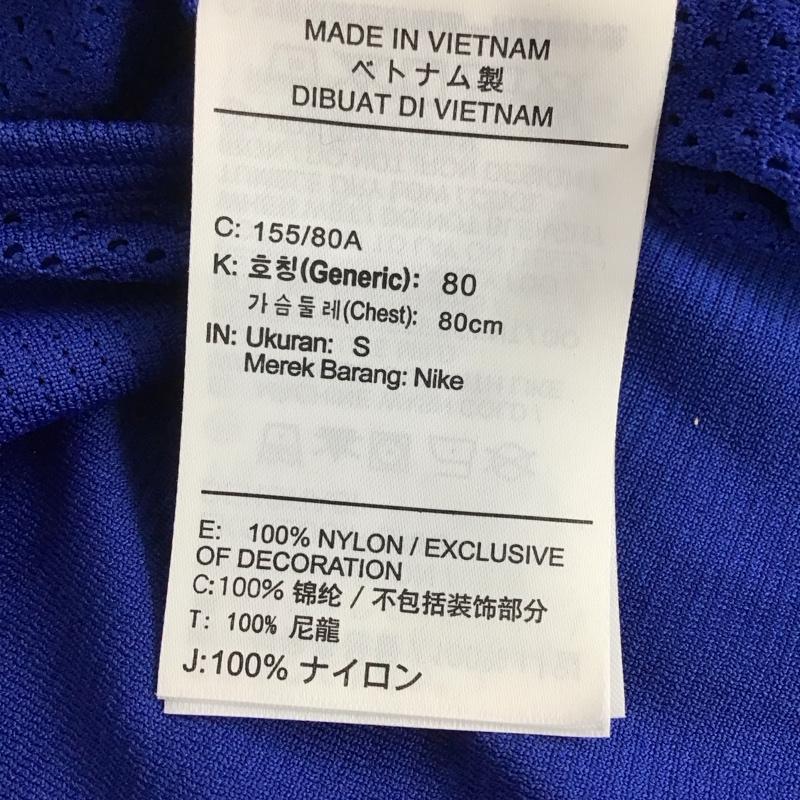 MADE IN VIETNAM
ベトナム製
DIBUAT DI VIETNAM
C: 155/80A
K: 호칭(Generic): 80
가슴둘레(Chest): 80cm
IN: Ukuran: S
Merek Barang: Nike
E: 100% NYLON / EXCLUSIVE
OF DECORATION
C:100% 锦纶 / 不包括装饰部分
T: 100% 尼龍
J:100% ナイロン